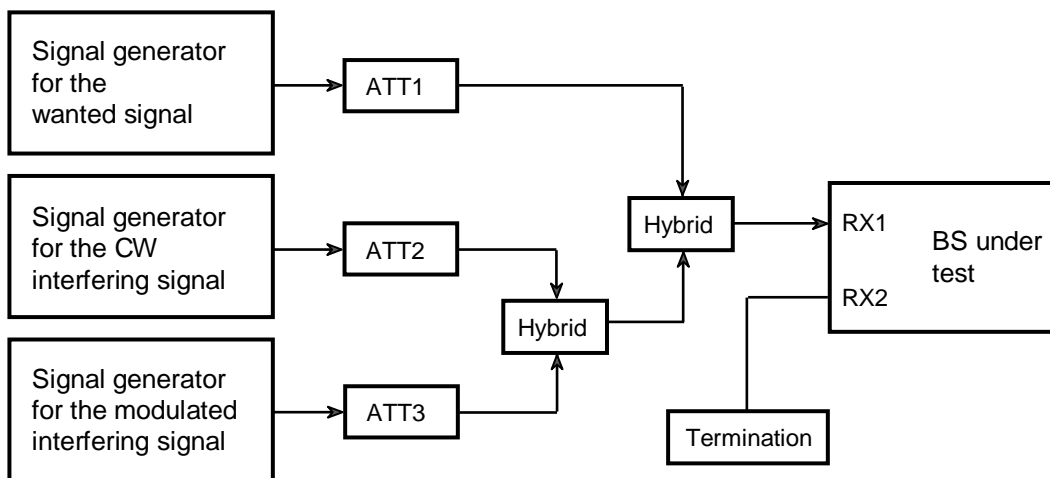 Signal generator
for the
wanted signal
ATT1
Signal generator
for the CW
interfering signal
ATT2
Hybrid
Hybrid
Signal generator
for the modulated
interfering signal
ATT3
RX1
BS under
test
RX2
Termination